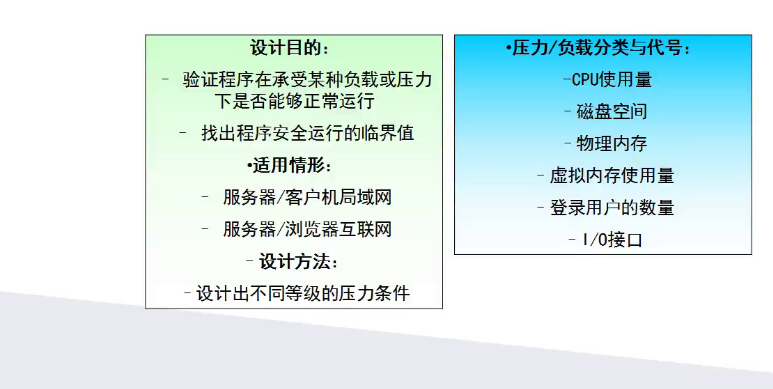 设计目的：
- 验证程序在承受某种负载或压力
下是否能够正常运行
- 找出程序安全运行的临界值
•适用情形：
- 服务器/客户机局域网
- 服务器/浏览器互联网
- 设计方法：
- 设计出不同等级的压力条件
•压力/负载分类与代号：
-CPU使用量
- 磁盘空间
- 物理内存
- 虚拟内存使用量
- 登录用户的数量
- I/O接口